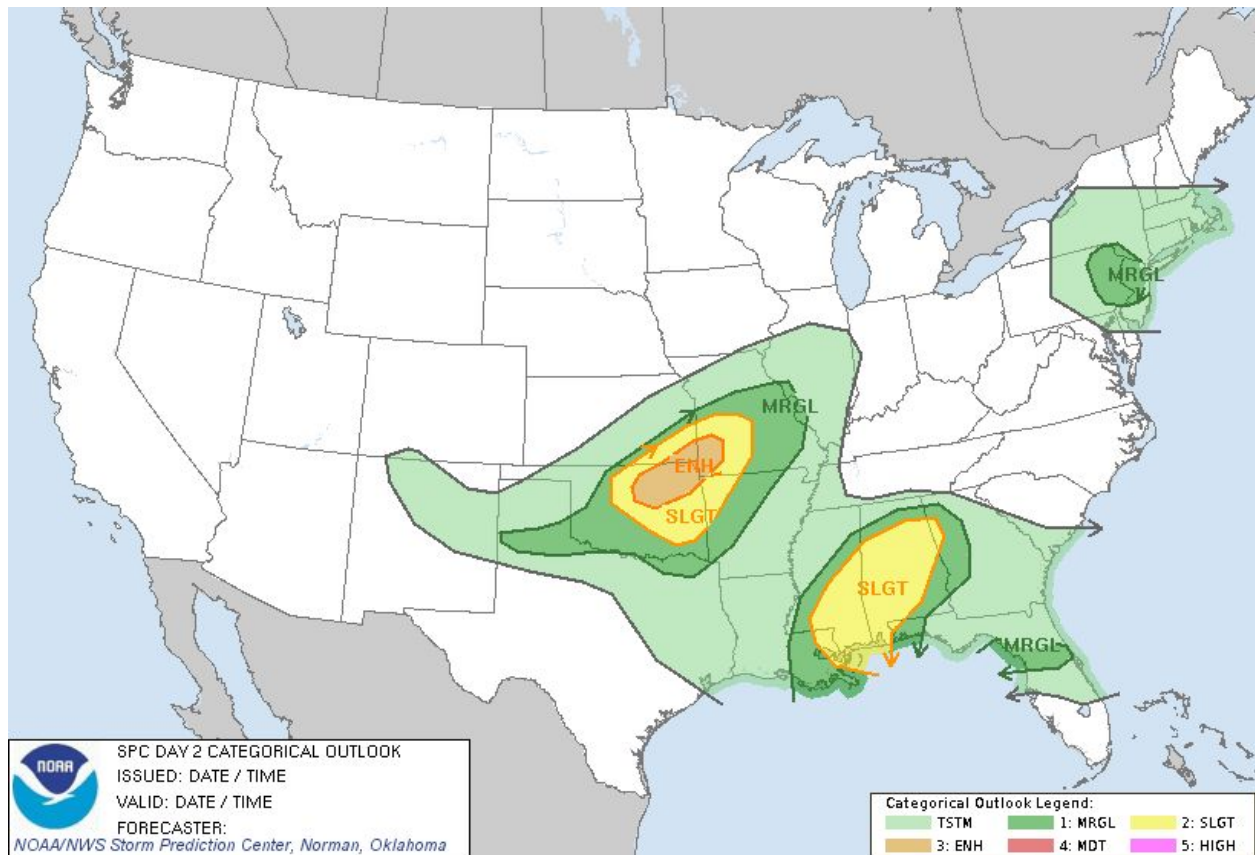 MRGL
MRGL
ENH
SLGT
SLGT
MRGL
NOAA
SPC DAY 2 CATEGORICAL OUTLOOK
ISSUED: DATE / TIME
VALID: DATE / TIME
FORECASTER:
NOAA/NWS Storm Prediction Center, Norman, Oklahoma
Categorical Outlook Legend:
TSTM 1: MRGL 2: SLGT
3: ENH 4: MDT 5: HIGH